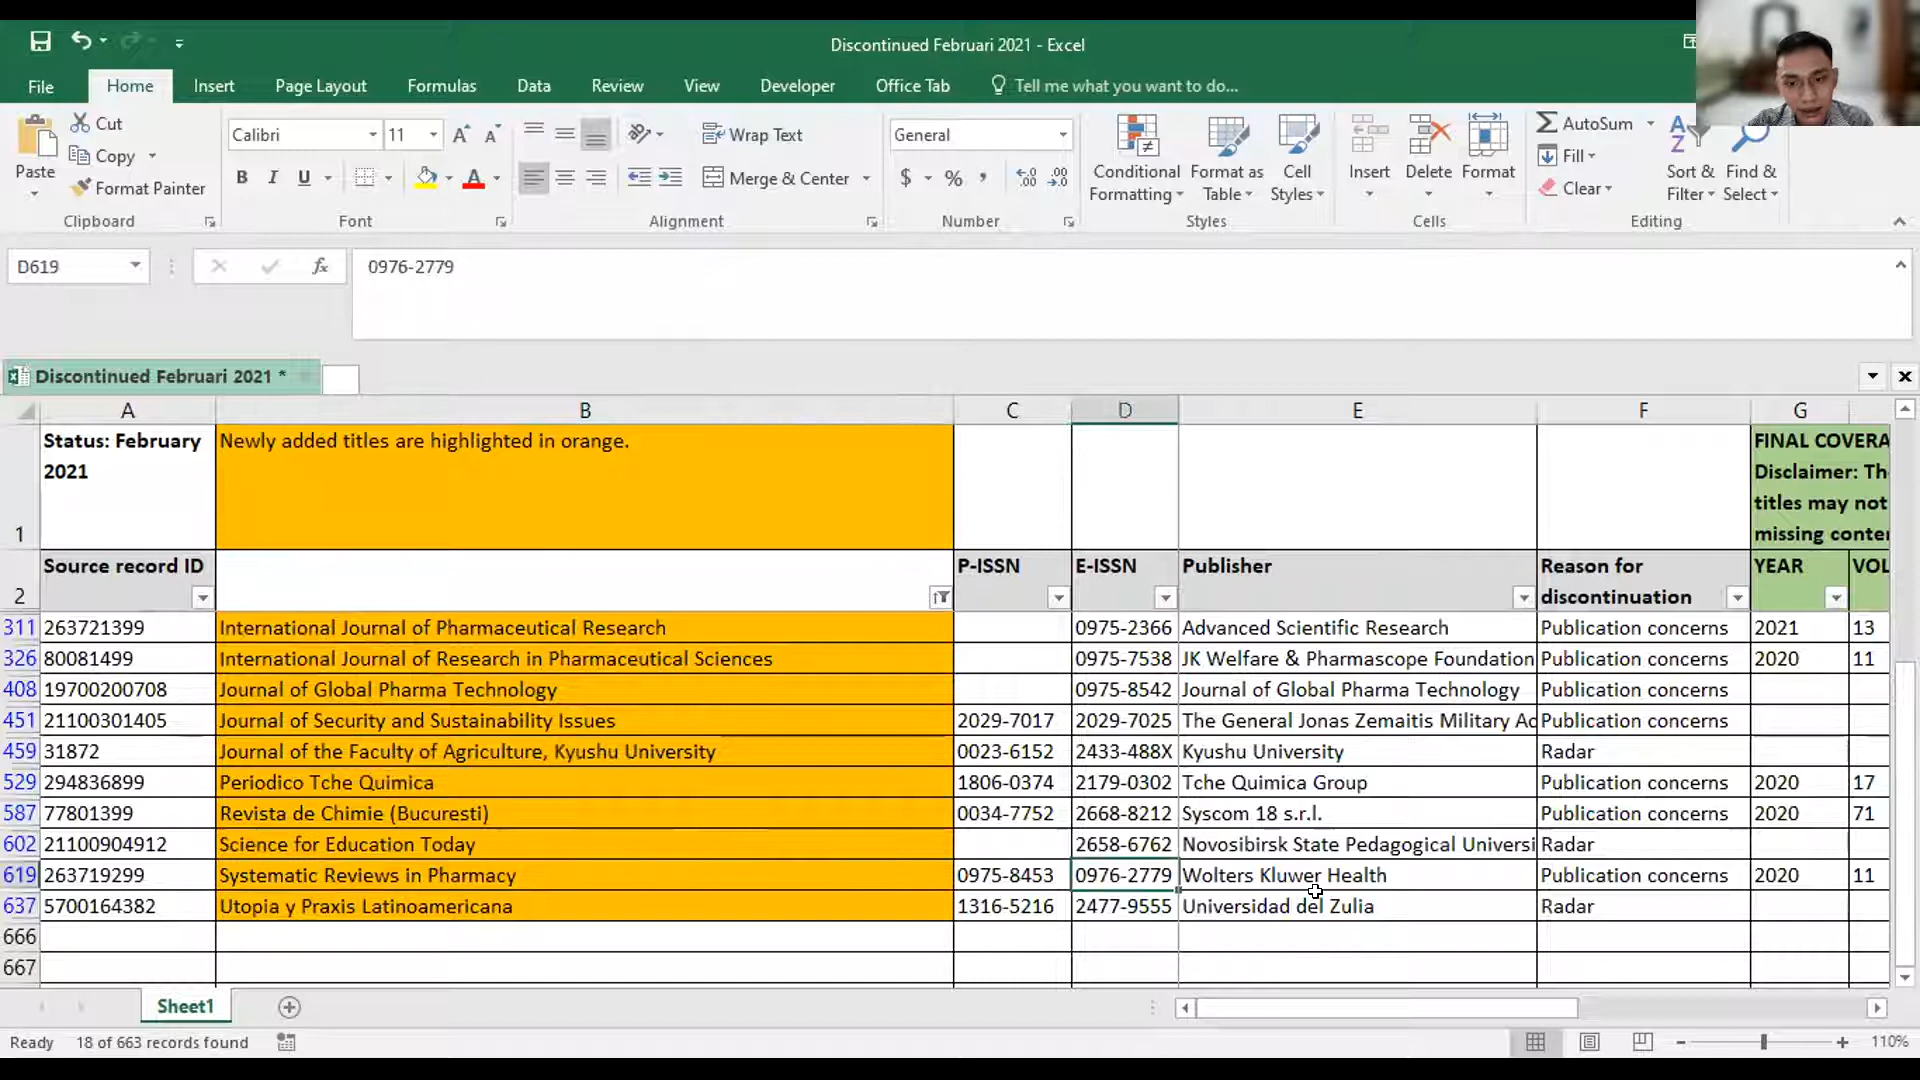 Discontinued Februari 2021 - Excel
File Home Insert Page Layout Formulas Data Review View Developer Office Tab Tell me what you want to do...
Paste
Cut
Copy
Format Painter
Clipboard
Calibri 11
B I U
Font
Wrap Text
Merge & Center
Alignment
General
$ % ,
Number
Conditional Formatting
Format as Table
Cell Styles
Styles
Insert Delete Format
Cells
AutoSum
Fill
Clear
Sort & Filter
Find & Select
Editing
D619 fx 0976-2779
Discontinued Februari 2021 *
A B C D E F G
1 Status: February 2021 Newly added titles are highlighted in orange. FINAL COVERA
Disclaimer: Th
titles may not
missing conter
2 Source record ID P-ISSN E-ISSN Publisher Reason for discontinuation YEAR VOL
311 263721399 International Journal of Pharmaceutical Research 0975-2366 Advanced Scientific Research Publication concerns 2021 13
326 80081499 International Journal of Research in Pharmaceutical Sciences 0975-7538 JK Welfare & Pharmascope Foundation Publication concerns 2020 11
408 19700200708 Journal of Global Pharma Technology 0975-8542 Journal of Global Pharma Technology Publication concerns
451 21100301405 Journal of Security and Sustainability Issues 2029-7017 2029-7025 The General Jonas Zemaitis Military Ac Publication concerns
459 31872 Journal of the Faculty of Agriculture, Kyushu University 0023-6152 2433-488X Kyushu University Radar
529 294836899 Periodico Tche Quimica 1806-0374 2179-0302 Tche Quimica Group Publication concerns 2020 17
587 77801399 Revista de Chimie (Bucuresti) 0034-7752 2668-8212 Syscom 18 s.r.l. Publication concerns 2020 71
602 21100904912 Science for Education Today 2658-6762 Novosibirsk State Pedagogical Universi Radar
619 263719299 Systematic Reviews in Pharmacy 0975-8453 0976-2779 Wolters Kluwer Health Publication concerns 2020 11
637 5700164382 Utopia y Praxis Latinoamericana 1316-5216 2477-9555 Universidad del Zulia Radar
666
667
Sheet1
Ready 18 of 663 records found 110%